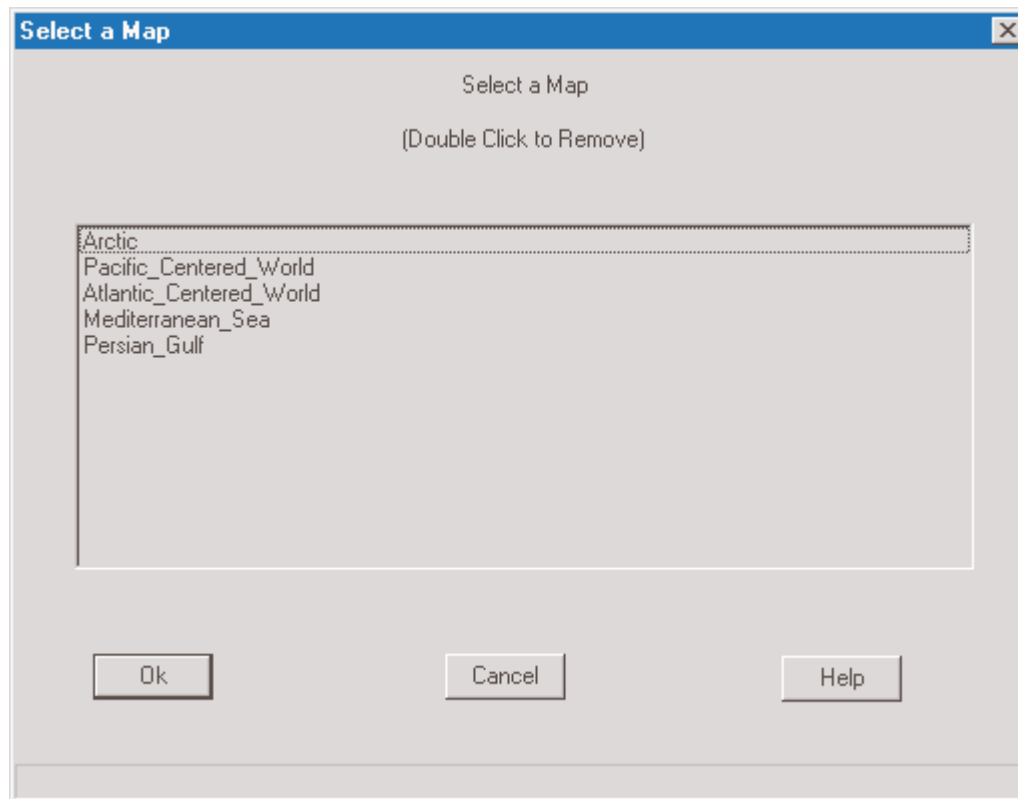 Select a Map
Select a Map
(Double Click to Remove)
Arctic
Pacific_Centered_World
Atlantic_Centered_World
Mediterranean_Sea
Persian_Gulf
Ok Cancel Help